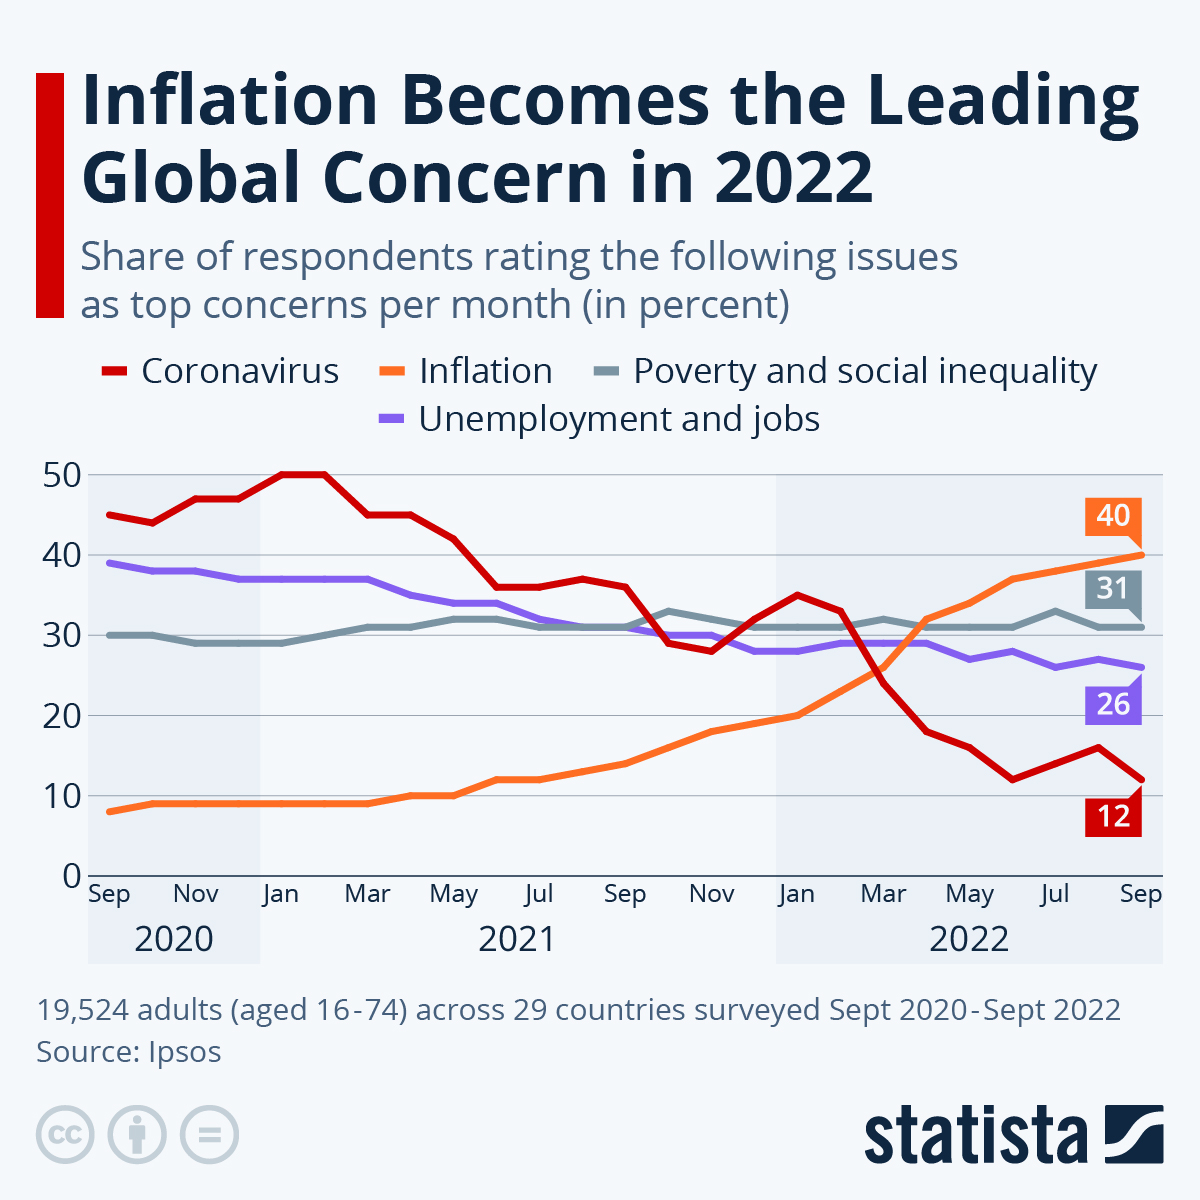 Inflation Becomes the Leading
Global Concern in 2022
Share of respondents rating the following issues
as top concerns per month (in percent)
Coronavirus Inflation Poverty and social inequality
Unemployment and jobs
50
40
30
20
10
0
40
31
26
12
Sep Nov Jan Mar May Jul Sep Nov Jan Mar May Jul Sep
2020 2021 2022
19,524 adults (aged 16-74) across 29 countries surveyed Sept 2020-Sept 2022
Source: Ipsos
cc
statista